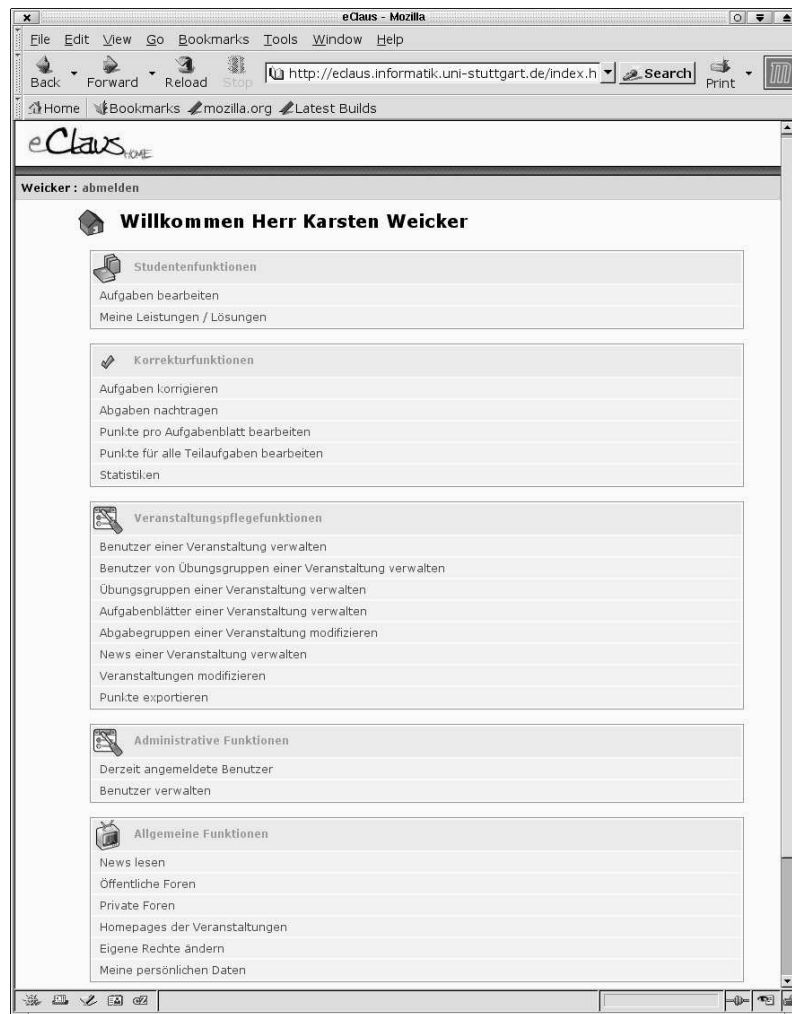 eClaus - Mozilla
File Edit View Go Bookmarks Tools Window Help
Back Forward Reload Stop http://eclaus.informatik.uni-stuttgart.de/index.h Search Print
Home Bookmarks mozilla.org Latest Builds
eClaus HOME
Weicker : abmelden
Willkommen Herr Karsten Weicker
Studentenfunktionen
Aufgaben bearbeiten
Meine Leistungen / Lösungen
Korrekturfunktionen
Aufgaben korrigieren
Abgaben nachtragen
Punkte pro Aufgabenblatt bearbeiten
Punkte für alle Teilaufgaben bearbeiten
Statistiken
Veranstaltungspflegefunktionen
Benutzer einer Veranstaltung verwalten
Benutzer von Übungsgruppen einer Veranstaltung verwalten
Übungsgruppen einer Veranstaltung verwalten
Aufgabenblätter einer Veranstaltung verwalten
Abgabegruppen einer Veranstaltung modifizieren
News einer Veranstaltung verwalten
Veranstaltungen modifizieren
Punkte exportieren
Administrative Funktionen
Derzeit angemeldete Benutzer
Benutzer verwalten
Allgemeine Funktionen
News lesen
Öffentliche Foren
Private Foren
Homepages der Veranstaltungen
Eigene Rechte ändern
Meine persönlichen Daten